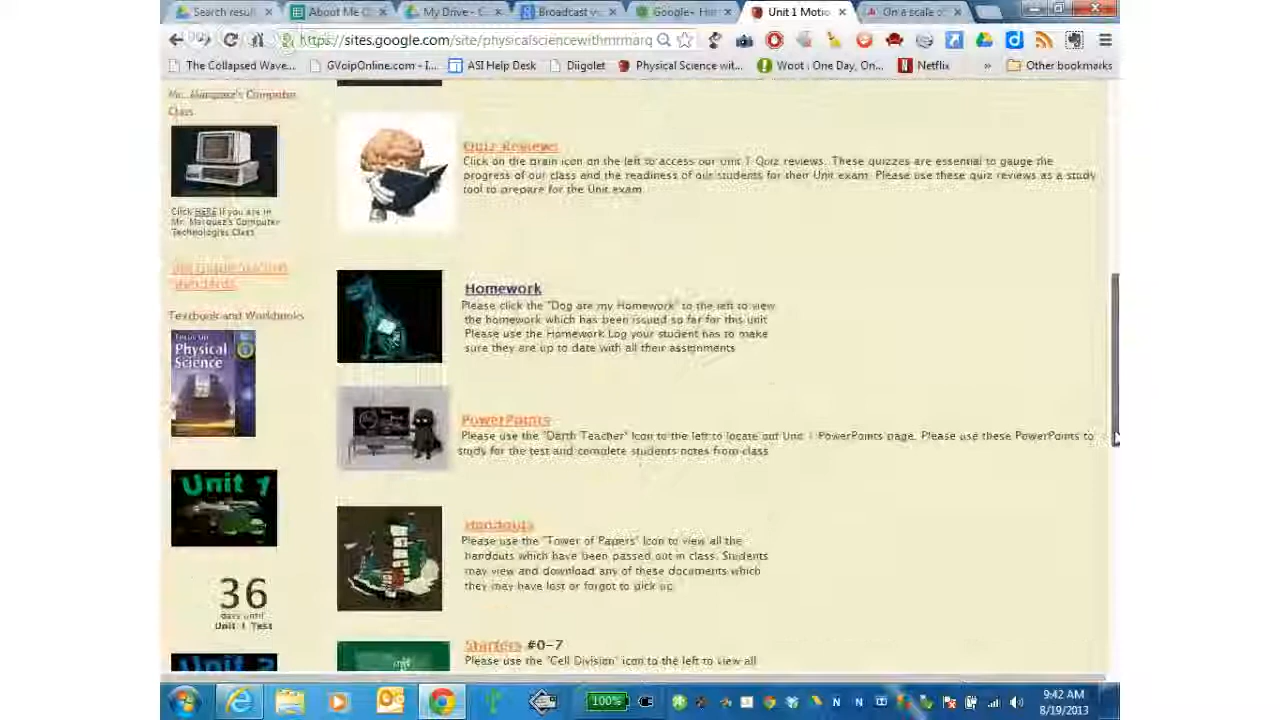 Search resul
About Me C
My Drive - 
Broadcast v
Google+ H
Unit 1 Motio
On a scale o
https://sites.google.com/site/physicalsciencewithmrmarq
The Collapsed Wave...
GVoipOnline.com - I...
ASI Help Desk
Diigolet
Physical Science wit...
Woot : One Day, On...
Netflix
»
Other bookmarks
Mr. Marquez's Computer
Class
Click HERE if you are in
Mr. Marquez's Computer
Technologies Class
Textbook and Workbooks
Focus On
Physical
Science
Unit 1
36
days until
Unit 1 Test
Unit 2
Quiz Reviews
Click on the brain icon on the left to access our unit 1 Quiz reviews. These quizzes are essential to gauge the
progress of our class and the readiness of our students for their Unit exam. Please use these quiz reviews as a study
tool to prepare for the Unit exam.
Homework
Please click the "Dog ate my Homework" to the left to view
the homework which has been issued so far for this unit
Please use the Homework Log your student has to make
sure they are up to date with all their assignments
PowerPoints
Please use the "Darth Teacher" Icon to the left to locate out Unit 1 PowerPoints page. Please use these PowerPoints to
study for the test and complete students notes from class
Handouts
Please use the "Tower of Papers" Icon to view all the
handouts which have been passed out in class. Students
may view and download any of these documents which
they may have lost or forgot to pick up.
Starters #0-7
Please use the "Cell Division" icon to the left to view all
100%
9:42 AM
8/19/2013